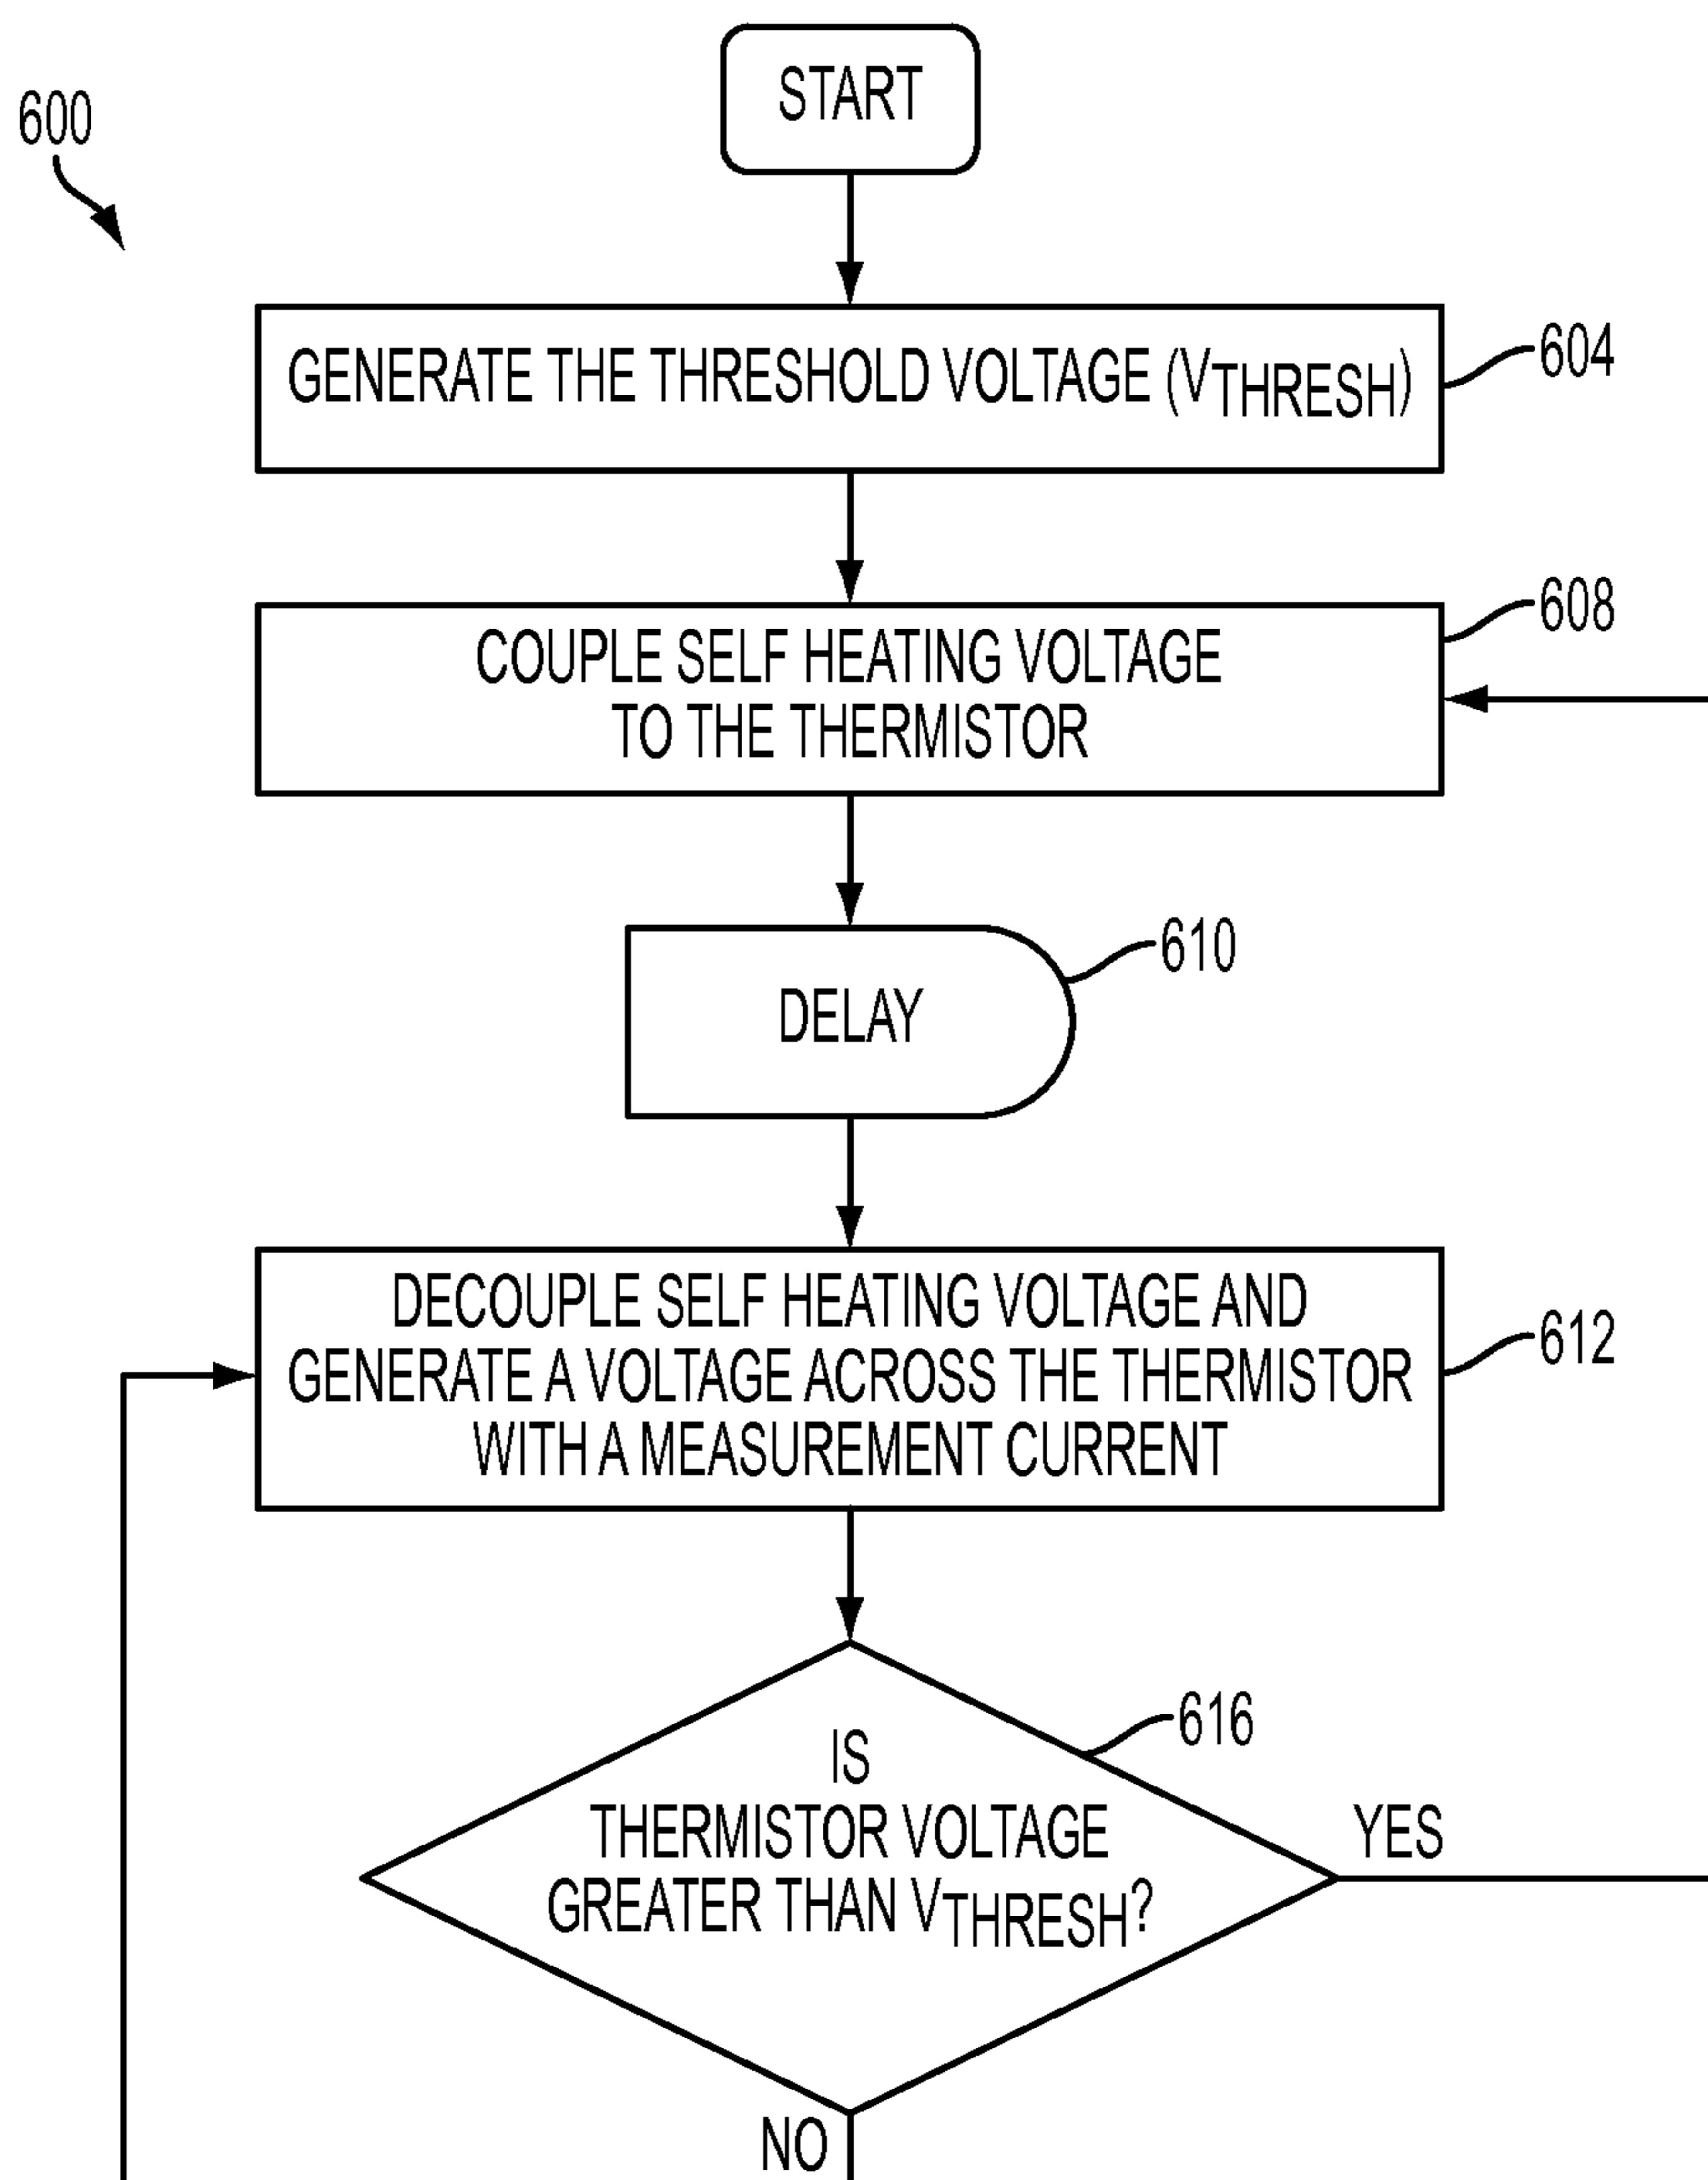 START
600
GENERATE THE THRESHOLD VOLTAGE (VTHRESH)
604
COUPLE SELF HEATING VOLTAGE
TO THE THERMISTOR
608
DELAY
610
DECOUPLE SELF HEATING VOLTAGE AND
GENERATE A VOLTAGE ACROSS THE THERMISTOR
WITH A MEASUREMENT CURRENT
612
IS
THERMISTOR VOLTAGE
GREATER THAN VTHRESH?
616
YES
NO